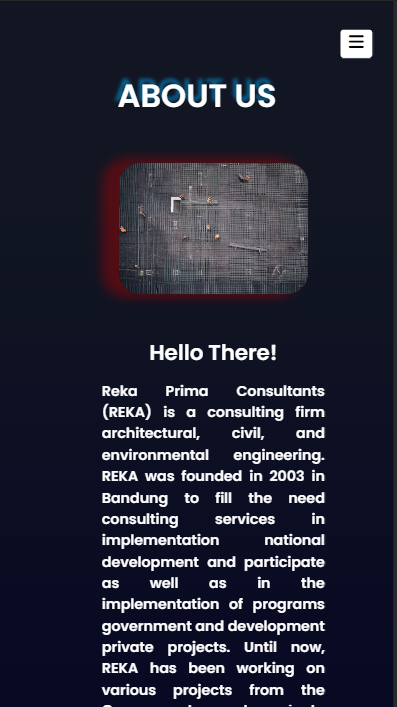 ABOUT US
Hello There!
Reka Prima Consultants
(REKA) is a consulting firm
architectural, civil, and
environmental engineering.
REKA was founded in 2003 in
Bandung to fill the need
consulting services in
implementation national
development and participate
as well as in the
implementation of programs
government and development
private projects. Until now,
REKA has been working on
various projects from the